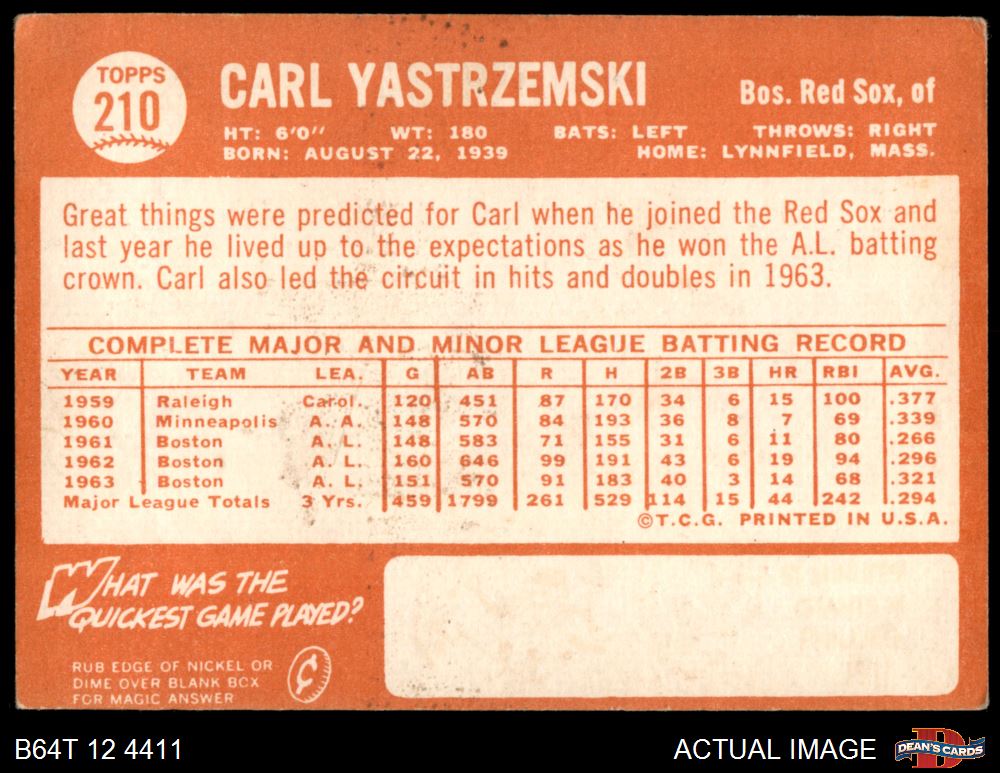 TOPPS
210
CARL YASTRZEMSKI
Bos. Red Sox, of
HT: 6'0" WT: 180 BATS: LEFT THROWS: RIGHT
BORN: AUGUST 22, 1939 HOME: LYNNFIELD, MASS.
Great things were predicted for Carl when he joined the Red Sox and
last year he lived up to the expectations as he won the A.L. batting
crown. Carl also led the circuit in hits and doubles in 1963.
COMPLETE MAJOR AND MINOR LEAGUE BATTING RECORD
YEAR TEAM LEA. G AB R H 2B 3B HR RBI AVG.
1959 Raleigh Carol. 120 451 87 170 34 6 15 100 .377
1960 Minneapolis A. A. 148 570 84 193 36 8 7 69 .339
1961 Boston A. L. 148 583 71 155 31 6 11 80 .266
1962 Boston A. L. 160 646 99 191 43 6 19 94 .296
1963 Boston A. L. 151 570 91 183 40 3 14 68 .321
Major League Totals 3 Yrs. 459 1799 261 529 114 15 44 242 .294
©T.C.G. PRINTED IN U.S.A.
WHAT WAS THE
QUICKEST GAME PLAYED?
RUB EDGE OF NICKEL OR
DIME OVER BLANK BOX
FOR MAGIC ANSWER
¢
B64T 12 4411
ACTUAL IMAGE
D
DEAN'S CARDS